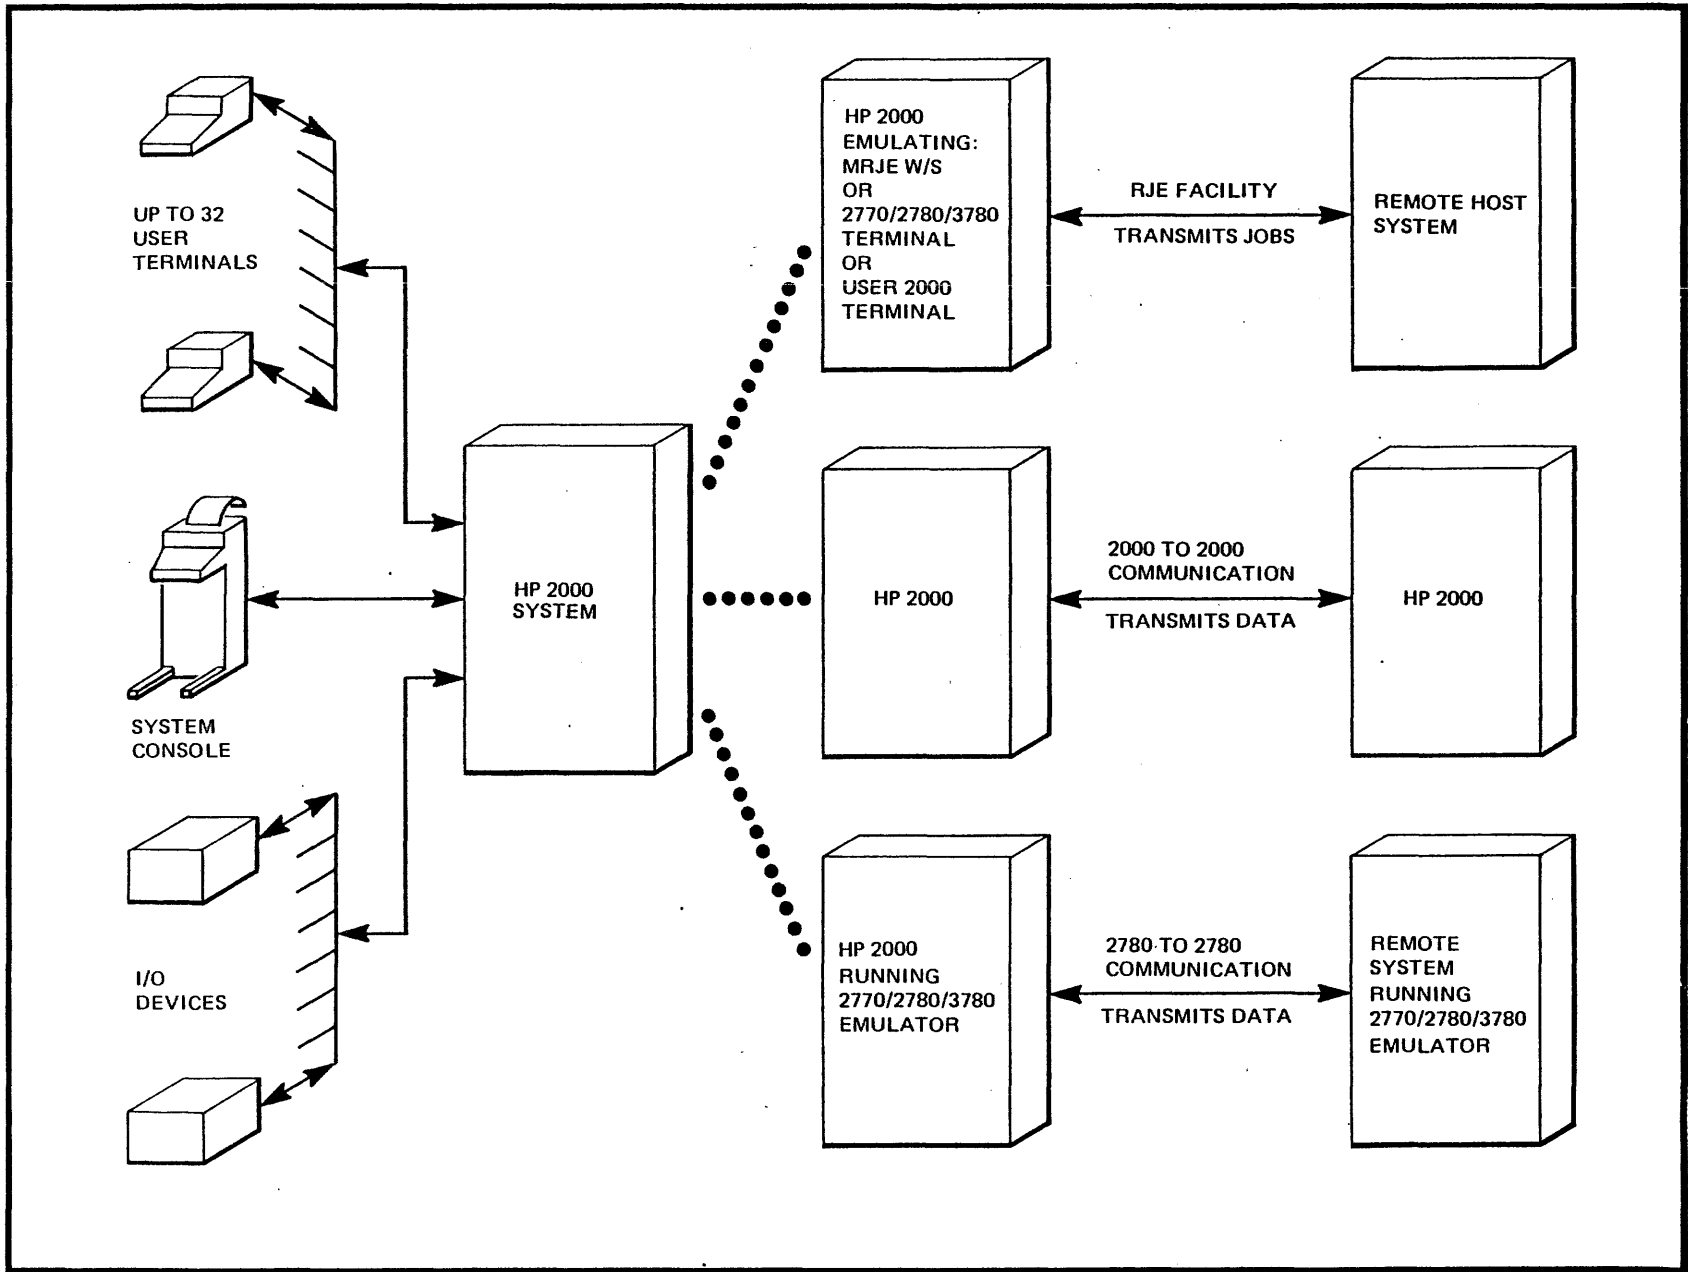 UP TO 32
USER
TERMINALS
SYSTEM
CONSOLE
I/O
DEVICES
HP 2000
SYSTEM
HP 2000
EMULATING:
MRJE W/S
OR
2770/2780/3780
TERMINAL
OR
USER 2000
TERMINAL
RJE FACILITY
TRANSMITS JOBS
REMOTE HOST
SYSTEM
HP 2000
2000 TO 2000
COMMUNICATION
TRANSMITS DATA
HP 2000
HP 2000
RUNNING
2770/2780/3780
EMULATOR
2780 TO 2780
COMMUNICATION
TRANSMITS DATA
REMOTE
SYSTEM
RUNNING
2770/2780/3780
EMULATOR